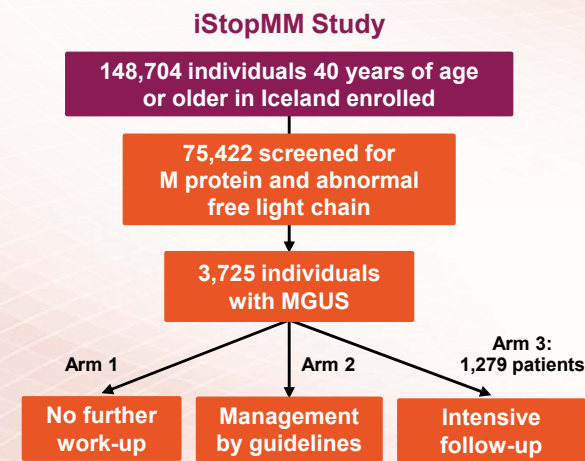 iStopMM Study
148,704 individuals 40 years of age
or older in Iceland enrolled
75,422 screened for
M protein and abnormal
free light chain
3,725 individuals
with MGUS
Arm 1
Arm 2
Arm 3:
1,279 patients
No further
work-up
Management
by guidelines
Intensive
follow-up